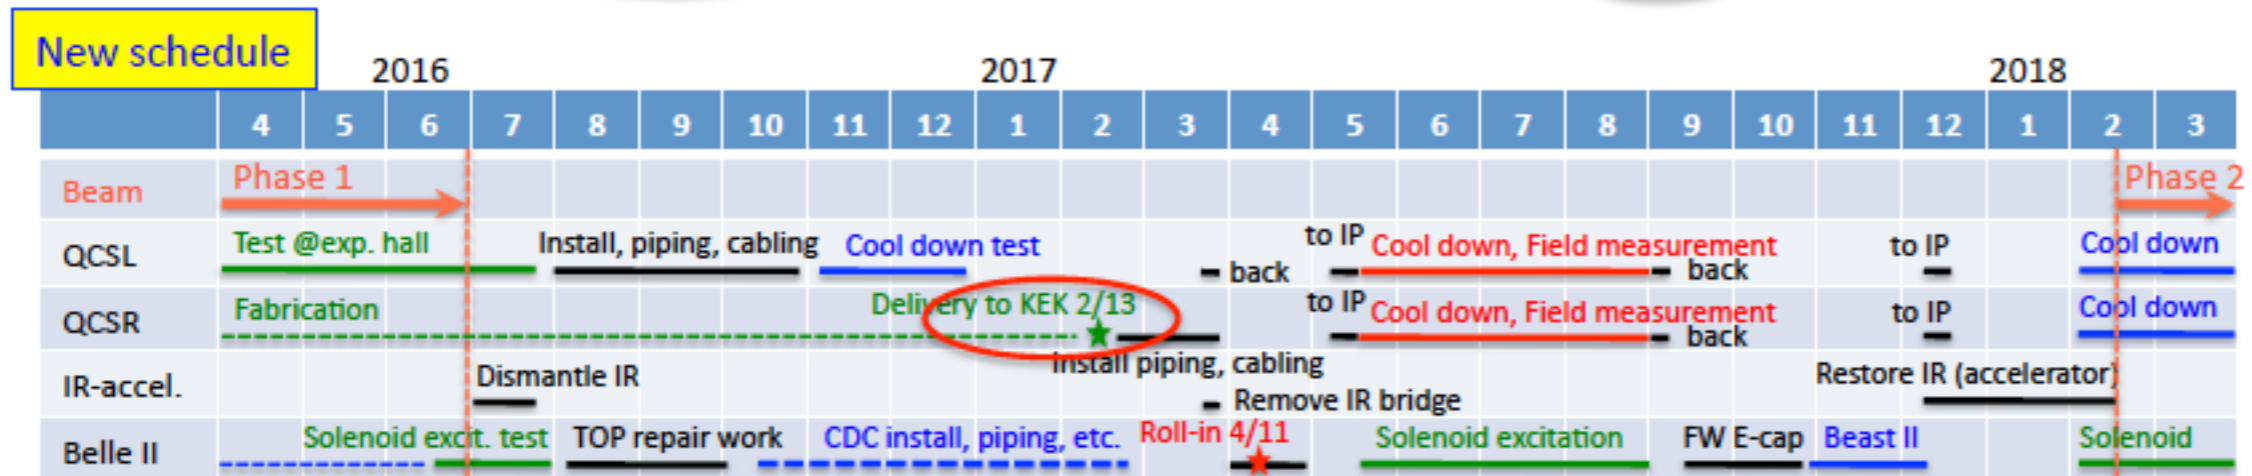 New schedule
2016 2017 2018
4 5 6 7 8 9 10 11 12 1 2 3 4 5 6 7 8 9 10 11 12 1 2 3
Beam Phase 1 Phase 2
QCSL Test @exp. hall Install, piping, cabling Cool down test back to IP Cool down, Field measurement back to IP Cool down
QCSR Fabrication Delivery to KEK 2/13 to IP Cool down, Field measurement back to IP Cool down
Install piping, cabling
IR-accel. Dismantle IR Remove IR bridge Restore IR (accelerator)
Belle II Solenoid excit. test TOP repair work CDC install, piping, etc. Roll-in 4/11 Solenoid excitation FW E-cap Beast II Solenoid